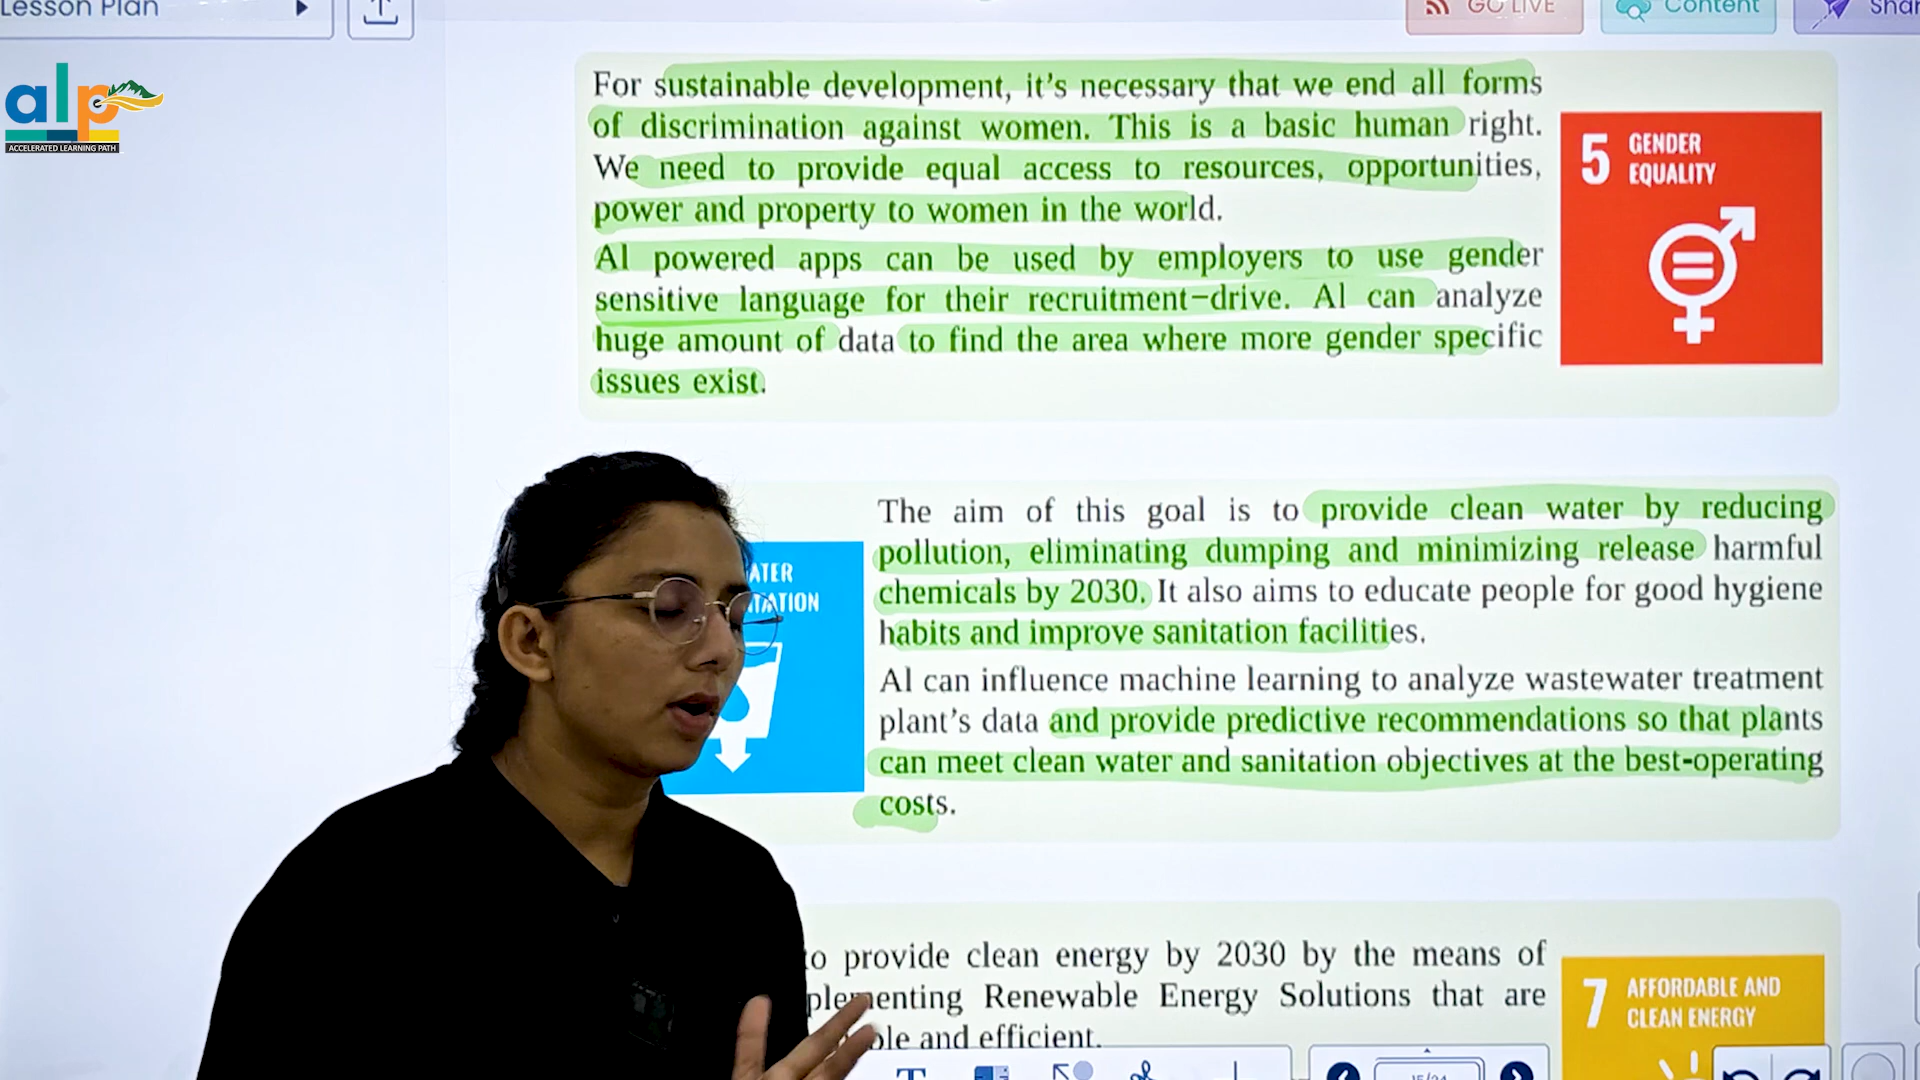 Lesson Plan
GO LIVE
Content
alp
ACCELERATED LEARNING PATH
For sustainable development, it's necessary that we end all forms
of discrimination against women. This is a basic human right.
We need to provide equal access to resources, opportunities,
power and property to women in the world.
AI powered apps can be used by employers to use gender
sensitive language for their recruitment-drive. AI can analyze
huge amount of data to find the area where more gender specific
issues exist.
5 GENDER
EQUALITY
The aim of this goal is to provide clean water by reducing
pollution, eliminating dumping and minimizing release harmful
chemicals by 2030. It also aims to educate people for good hygiene
habits and improve sanitation facilities.
AI can influence machine learning to analyze wastewater treatment
plant's data and provide predictive recommendations so that plants
can meet clean water and sanitation objectives at the best-operating
costs.
provide clean energy by 2030 by the means of
Renewable Energy Solutions that are
and efficient.
7 AFFORDABLE AND
CLEAN ENERGY